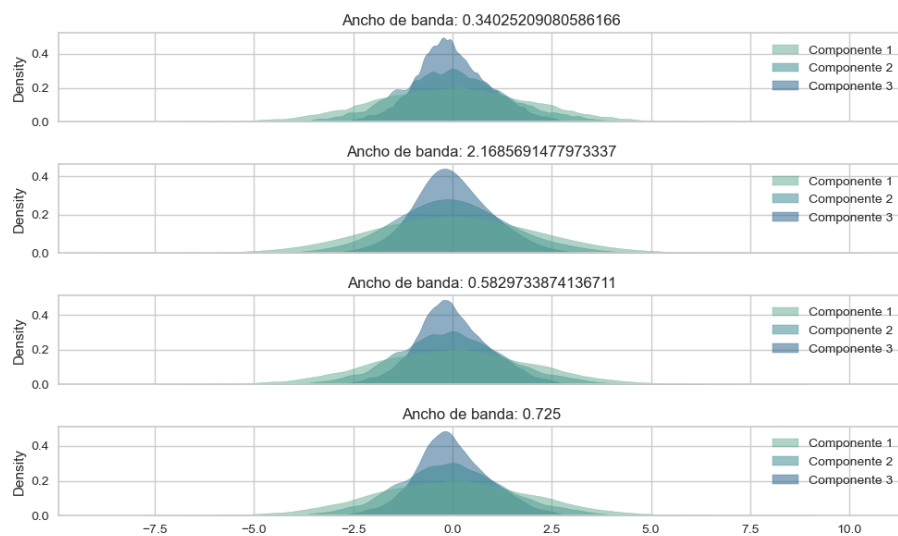 Ancho de banda: 0.34025209080586166
0.4
Density
0.2
0.0
Componente 1
Componente 2
Componente 3
Ancho de banda: 2.1685691477973337
0.4
Density
0.2
0.0
Componente 1
Componente 2
Componente 3
Ancho de banda: 0.5829733874136711
0.4
Density
0.2
0.0
Componente 1
Componente 2
Componente 3
Ancho de banda: 0.725
0.4
Density
0.2
0.0
Componente 1
Componente 2
Componente 3
−7.5 −5.0 −2.5 0.0 2.5 5.0 7.5 10.0